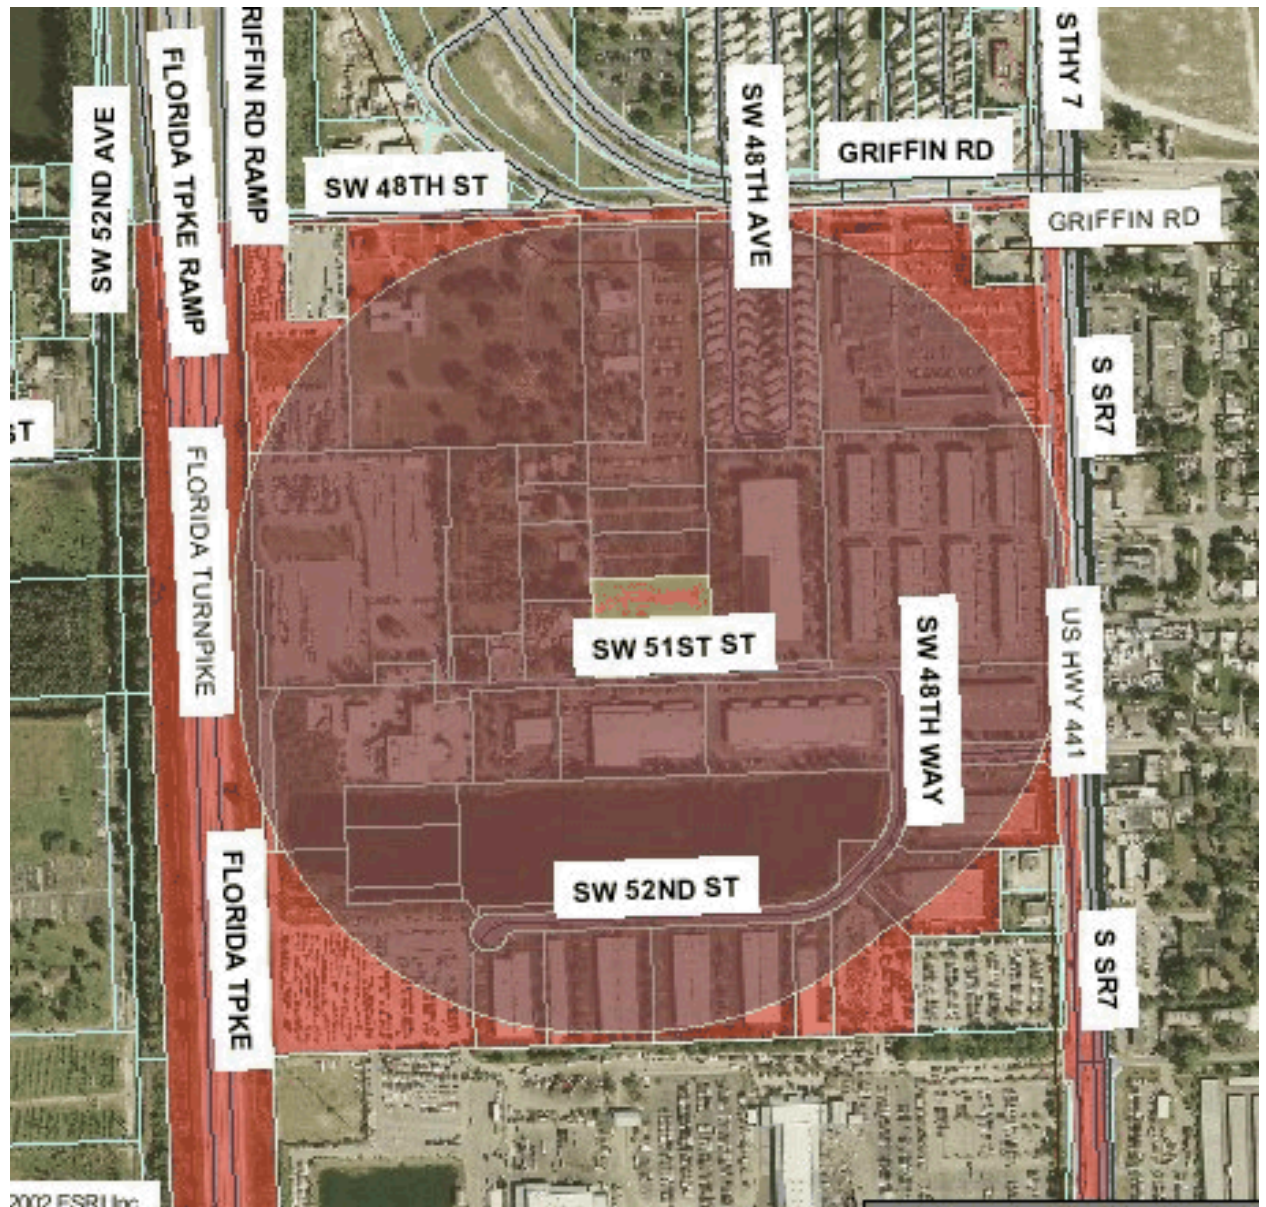 RIFFIN RD RAMP
STHY 7
FLORIDA TPKE RAMP
SW 52ND AVE
SW 48TH AVE
GRIFFIN RD
SW 48TH ST
GRIFFIN RD
S SR7
ST
FLORIDA TURNPIKE
SW 51ST ST
SW 48TH WAY
US HWY 441
FLORIDA TPKE
SW 52ND ST
S SR7
2002 ESRI Inc